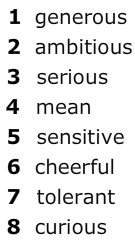 1 generous
2 ambitious
3 serious
4 mean
5 sensitive
6 cheerful
7 tolerant
8 curious